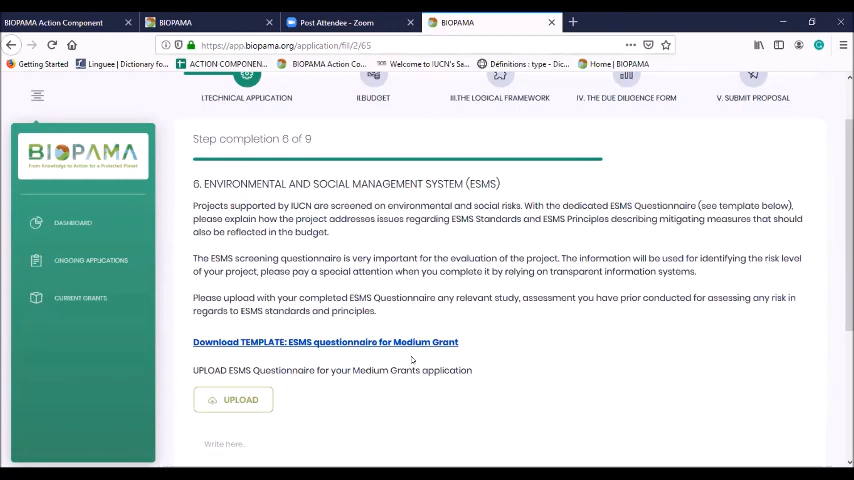 BIOPAMA Action Component
BIOPAMA
Post Attendee - Zoom
BIOPAMA
https://app.biopama.org/application/fill/2/65
Getting Started
Linguee | Dictionary fo...
ACTION COMPONEN...
BIOPAMA Action Co...
Welcome to IUCN's Sa...
Définitions : type - Dic...
Home | BIOPAMA
I.TECHNICAL APPLICATION
II.BUDGET
III.THE LOGICAL FRAMEWORK
IV. THE DUE DILIGENCE FORM
V. SUBMIT PROPOSAL
BIOPAMA
From Knowledge to Action for a Protected Planet
DASHBOARD
ONGOING APPLICATIONS
CURRENT GRANTS
Step completion 6 of 9
6. ENVIRONMENTAL AND SOCIAL MANAGEMENT SYSTEM (ESMS)
Projects supported by IUCN are screened on environmental and social risks. With the dedicated ESMS Questionnaire (see template below),
please explain how the project addresses issues regarding ESMS Standards and ESMS Principles describing mitigating measures that should
also be reflected in the budget.
The ESMS screening questionnaire is very important for the evaluation of the project. The information will be used for identifying the risk level
of your project, please pay a special attention when you complete it by relying on transparent information systems.
Please upload with your completed ESMS Questionnaire any relevant study, assessment you have prior conducted for assessing any risk in
regards to ESMS standards and principles.
Download TEMPLATE: ESMS questionnaire for Medium Grant
UPLOAD ESMS Questionnaire for your Medium Grants application
UPLOAD
Write here..